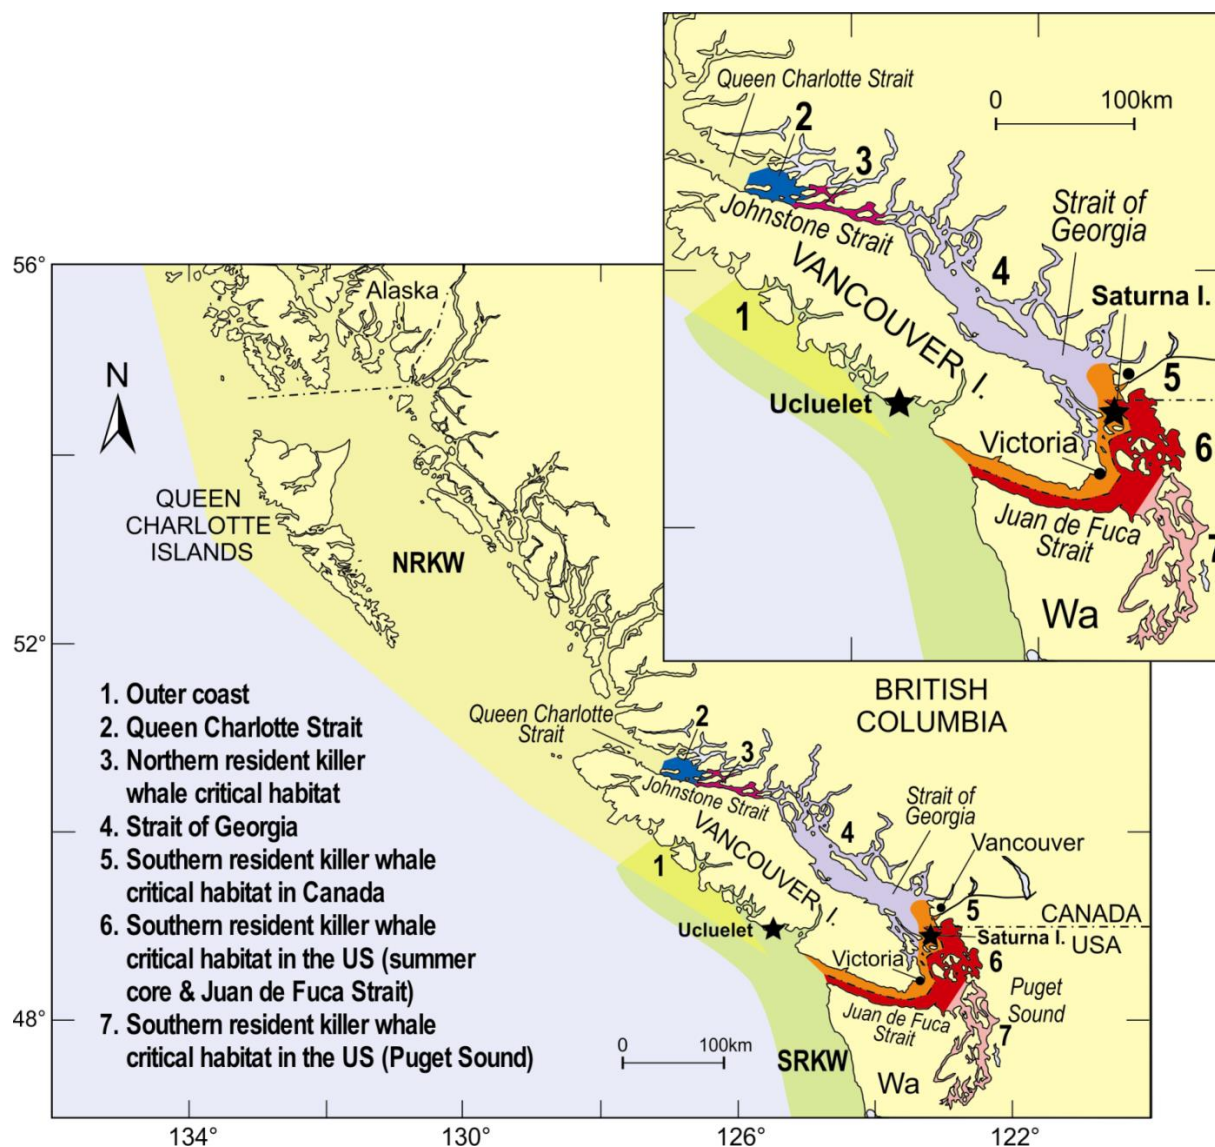 Queen Charlotte Strait
2
3
0 100km
Johnstone Strait
Strait of
Georgia
VANCOUVER I.
4
1
Saturna I.
5
Ucluelet
Victoria
6
Juan de Fuca
Strait
7
Wa
56°
Alaska
N
QUEEN
CHARLOTTE
ISLANDS
NRKW
52°
BRITISH
COLUMBIA
1. Outer coast
2. Queen Charlotte Strait
3. Northern resident killer
whale critical habitat
4. Strait of Georgia
5. Southern resident killer whale
critical habitat in Canada
6. Southern resident killer whale
critical habitat in the US (summer
core & Juan de Fuca Strait)
7. Southern resident killer whale
critical habitat in the US (Puget Sound)
Queen Charlotte
Strait
2
3
Johnstone Strait
Strait of
Georgia
4
Vancouver
VANCOUVER I.
1
5
CANADA
Ucluelet
Saturna I.
USA
Victoria
6
Puget
Sound
Juan de Fuca
Strait
7
0 100km
SRKW
Wa
48°
134° 130° 126° 122°